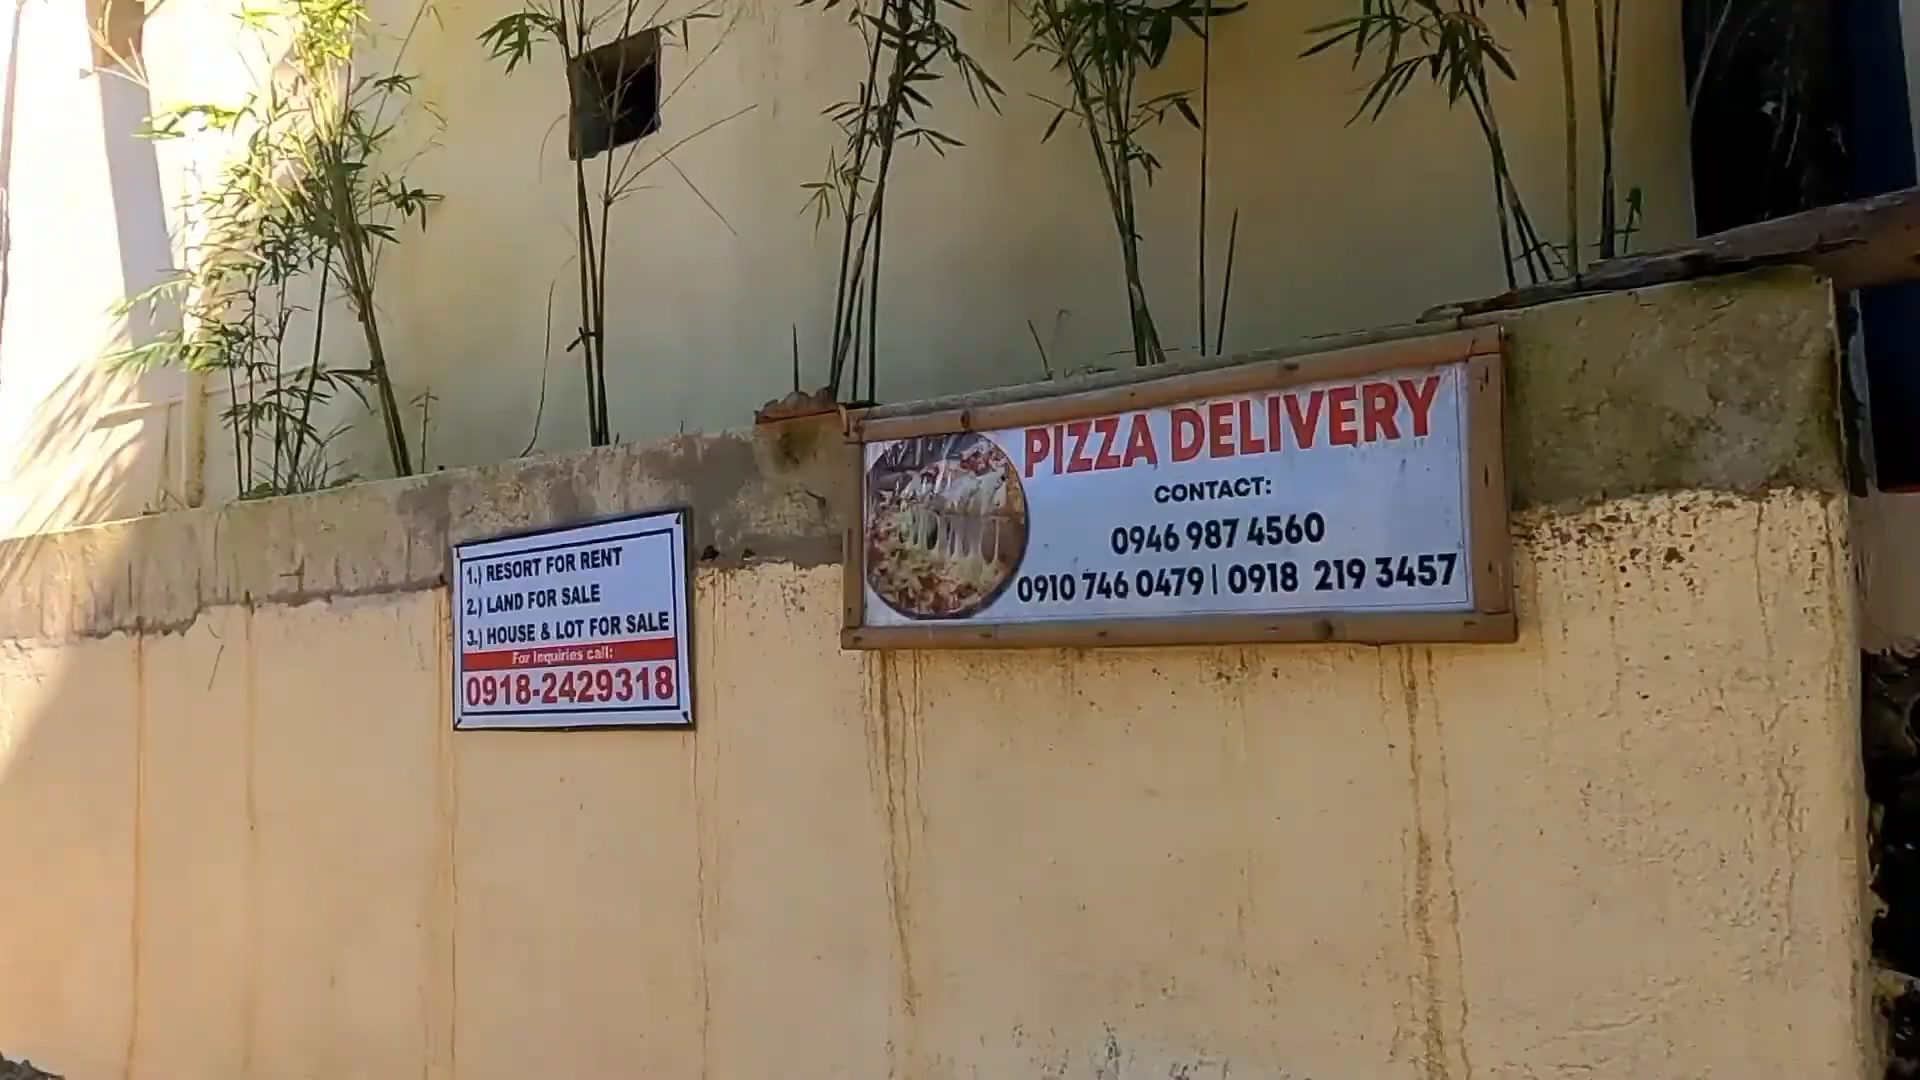 1.) RESORT FOR RENT
2.) LAND FOR SALE
3.) HOUSE & LOT FOR SALE
For Inquiries call:
0918-2429318
PIZZA DELIVERY
CONTACT:
0946 987 4560
0910 746 0479 | 0918 219 3457